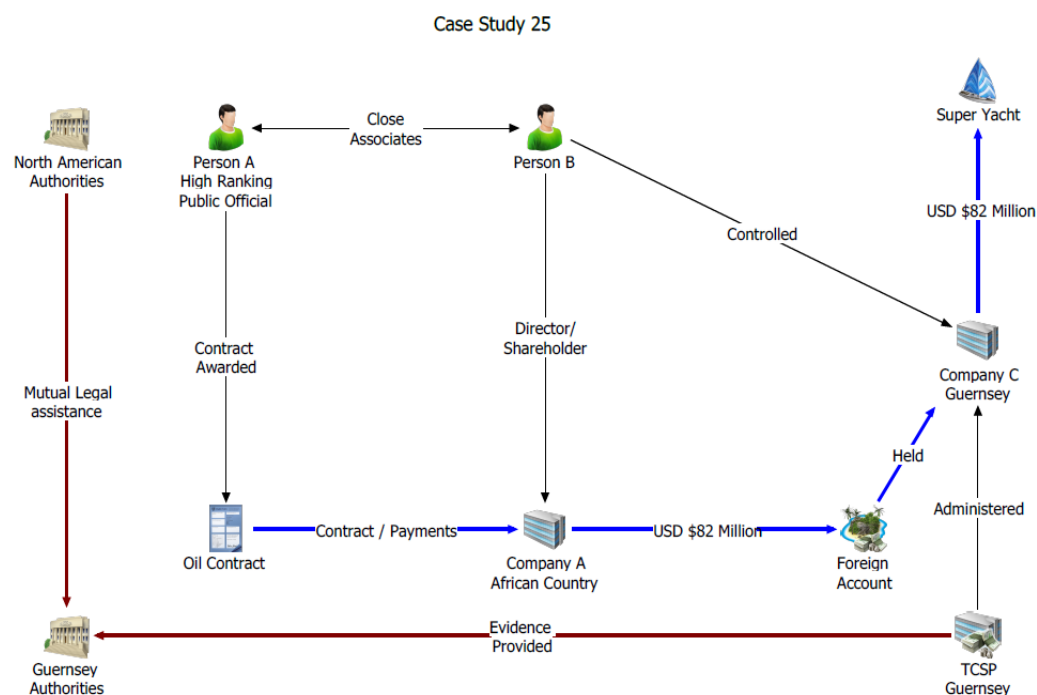 Case Study 25
North American
Authorities
Person A
High Ranking
Public Official
Close
Associates
Person B
Super Yacht
USD $82 Million
Controlled
Mutual Legal
assistance
Contract
Awarded
Director/
Shareholder
Company C
Guernsey
Held
Administered
Oil Contract
Contract / Payments
Company A
African Country
USD $82 Million
Foreign
Account
Guernsey
Authorities
Evidence
Provided
TCSP
Guernsey